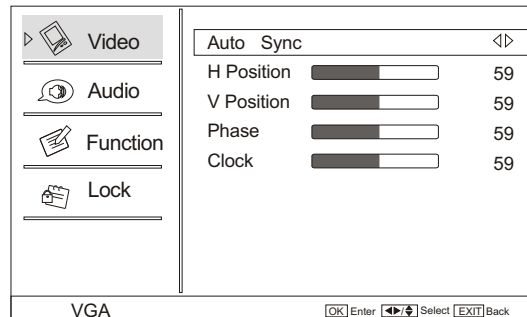 Video
Audio
Function
Lock
Auto Sync
H Position 59
V Position 59
Phase 59
Clock 59
VGA
OK Enter ◀▶/▲▼ Select EXIT Back